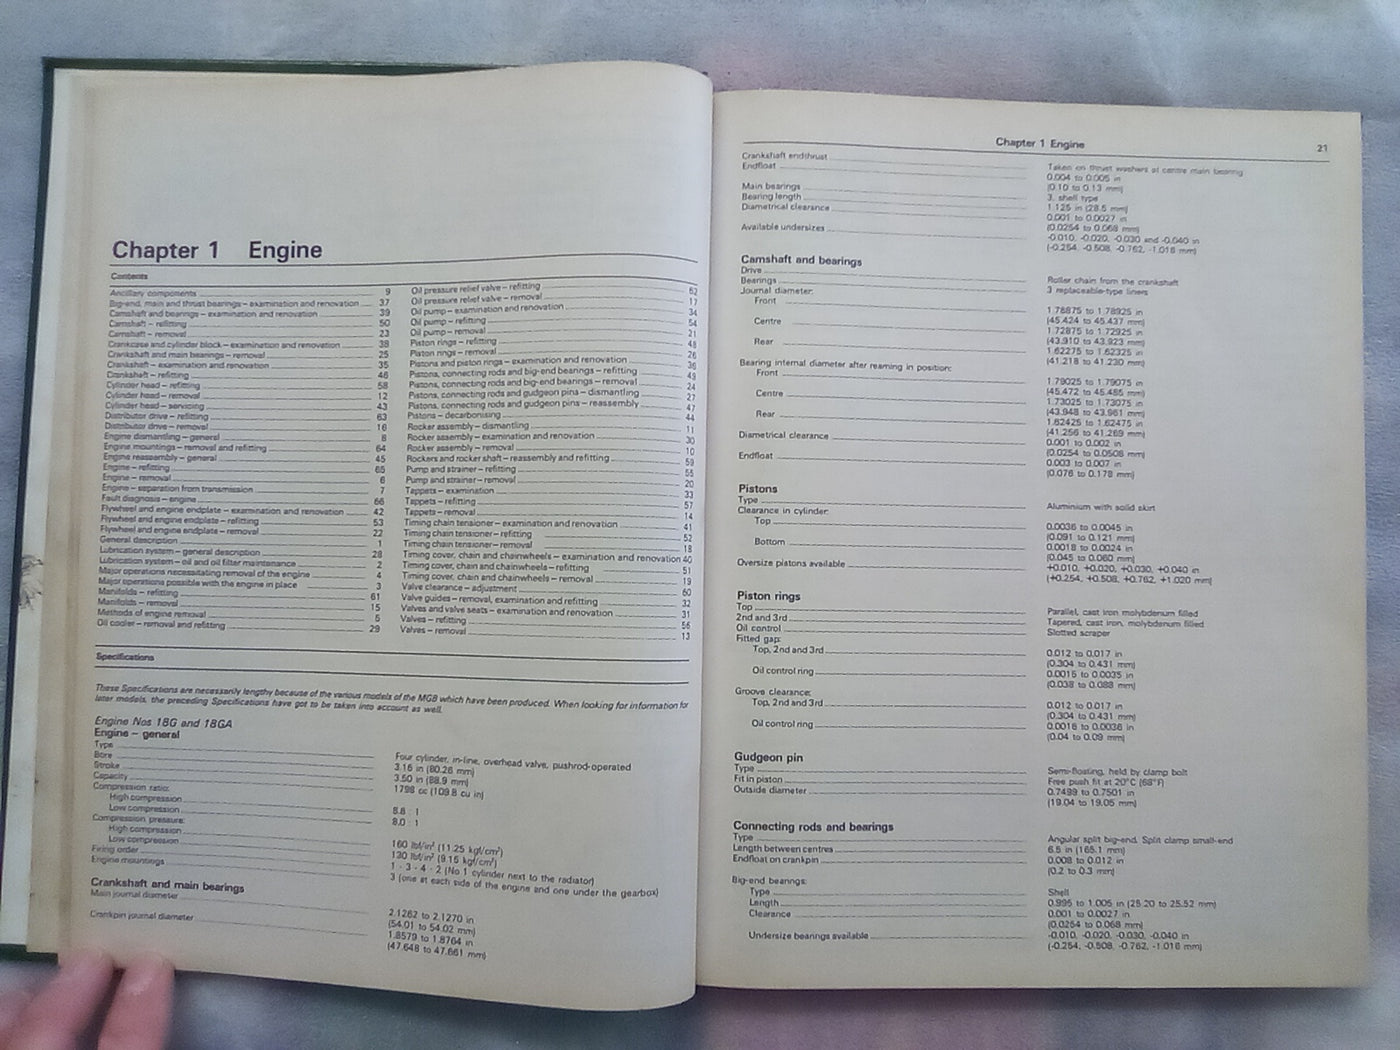 Chapter 1 Engine
Contents
Ancillary components 9
Big-end, main and thrust bearings – examination and renovation 37
Camshaft and bearings – examination and renovation 39
Camshaft – refitting 50
Camshaft – removal 23
Crankcase and cylinder block – examination and renovation 38
Crankshaft and main bearings – removal 25
Crankshaft – examination and renovation 35
Crankshaft – refitting 46
Cylinder head – refitting 58
Cylinder head – removal 12
Cylinder head – servicing 43
Distributor drive – refitting 63
Distributor drive – removal 16
Engine dismantling – general 8
Engine mountings – removal and refitting 64
Engine reassembly – general 45
Engine – refitting 65
Engine – removal 6
Engine – separation from transmission 7
Fault diagnosis – engine 66
Flywheel and engine endplate – examination and renovation 42
Flywheel and engine endplate – refitting 53
Flywheel and engine endplate – removal 22
General description 1
Lubrication system – general description 28
Lubrication system – oil and oil filter maintenance 2
Major operations necessitating removal of the engine 4
Major operations possible with the engine in place 3
Manifolds – refitting 61
Manifolds – removal 15
Methods of engine removal 5
Oil cooler – removal and refitting 29
Oil pressure relief valve – refitting 62
Oil pressure relief valve – removal 17
Oil pump – examination and renovation 34
Oil pump – refitting 54
Oil pump – removal 21
Piston rings – refitting 48
Piston rings – removal 26
Pistons and piston rings – examination and renovation 36
Pistons, connecting rods and big-end bearings – refitting 49
Pistons, connecting rods and big-end bearings – removal 24
Pistons, connecting rods and gudgeon pins – dismantling 27
Pistons, connecting rods and gudgeon pins – reassembly 47
Pistons – decarbonising 44
Rocker assembly – dismantling 11
Rocker assembly – examination and renovation 30
Rocker assembly – removal 10
Rockers and rocker shaft – reassembly and refitting 59
Pump and strainer – refitting 55
Pump and strainer – removal 20
Tappets – examination 33
Tappets – refitting 57
Tappets – removal 14
Timing chain tensioner – examination and renovation 41
Timing chain tensioner – refitting 52
Timing chain tensioner – removal 18
Timing cover, chain and chainwheels – examination and renovation 40
Timing cover, chain and chainwheels – refitting 51
Timing cover, chain and chainwheels – removal 19
Valve clearance – adjustment 60
Valve guides – removal, examination and refitting 32
Valves and valve seats – examination and renovation 31
Valves – refitting 56
Valves – removal 13
Specifications
These Specifications are necessarily lengthy because of the various models of the MGB which have been produced. When looking for information for
later models, the preceding Specifications have got to be taken into account as well.
Engine Nos 18G and 18GA
Engine – general
Type Four cylinder, in-line, overhead valve, pushrod-operated
Bore 3.16 in (80.26 mm)
Stroke 3.50 in (88.9 mm)
Capacity 1798 cc (109.8 cu in)
Compression ratio:
High compression 8.8 : 1
Low compression 8.0 : 1
Compression pressure:
High compression 160 lbf/in² (11.25 kgf/cm²)
Low compression 130 lbf/in² (9.15 kgf/cm²)
Firing order 1 - 3 - 4 - 2 (No 1 cylinder next to the radiator)
Engine mountings 3 (one at each side of the engine and one under the gearbox)
Crankshaft and main bearings
Main journal diameter 2.1262 to 2.1270 in
(54.01 to 54.02 mm)
Crankpin journal diameter 1.8579 to 1.8764 in
(47.648 to 47.661 mm)
Chapter 1 Engine 21
Crankshaft endthrust Taken on thrust washers at centre main bearing
Endfloat 0.004 to 0.005 in
(0.10 to 0.13 mm)
Main bearings 3, shell type
Bearing length 1.125 in (28.5 mm)
Diametrical clearance 0.001 to 0.0027 in
(0.0254 to 0.068 mm)
Available undersizes -0.010, -0.020, -0.030 and -0.040 in
(-0.254, -0.508, -0.762, -1.016 mm)
Camshaft and bearings
Drive Roller chain from the crankshaft
Bearings 3 replaceable-type liners
Journal diameter:
Front 1.78875 to 1.78925 in
(45.424 to 45.437 mm)
Centre 1.72875 to 1.72925 in
(43.910 to 43.923 mm)
Rear 1.62275 to 1.62325 in
(41.218 to 41.230 mm)
Bearing internal diameter after reaming in position:
Front 1.79025 to 1.79075 in
(45.472 to 45.485 mm)
Centre 1.73025 to 1.73075 in
(43.948 to 43.961 mm)
Rear 1.62425 to 1.62475 in
(41.256 to 41.269 mm)
Diametrical clearance 0.001 to 0.002 in
(0.0254 to 0.0508 mm)
Endfloat 0.003 to 0.007 in
(0.076 to 0.178 mm)
Pistons
Type Aluminium with solid skirt
Clearance in cylinder:
Top 0.0036 to 0.0045 in
(0.091 to 0.121 mm)
Bottom 0.0018 to 0.0024 in
(0.045 to 0.060 mm)
Oversize pistons available +0.010, +0.020, +0.030, +0.040 in
(+0.254, +0.508, +0.762, +1.020 mm)
Piston rings
Top Parallel, cast iron molybdenum filled
2nd and 3rd Tapered, cast iron, molybdenum filled
Oil control Slotted scraper
Fitted gap:
Top, 2nd and 3rd 0.012 to 0.017 in
(0.304 to 0.431 mm)
Oil control ring 0.0015 to 0.0035 in
(0.038 to 0.088 mm)
Groove clearance:
Top, 2nd and 3rd 0.012 to 0.017 in
(0.304 to 0.431 mm)
Oil control ring 0.0016 to 0.0036 in
(0.04 to 0.09 mm)
Gudgeon pin
Type Semi-floating, held by clamp bolt
Fit in piston Free push fit at 20°C (68°F)
Outside diameter 0.7499 to 0.7501 in
(19.04 to 19.05 mm)
Connecting rods and bearings
Type Angular split big-end. Split clamp small-end
Length between centres 6.5 in (165.1 mm)
Endfloat on crankpin 0.008 to 0.012 in
(0.2 to 0.3 mm)
Big-end bearings:
Type Shell
Length 0.995 to 1.005 in (25.20 to 25.52 mm)
Clearance 0.001 to 0.0027 in
(0.0254 to 0.068 mm)
Undersize bearings available -0.010, -0.020, -0.030, -0.040 in
(-0.254, -0.508, -0.762, -1.016 mm)